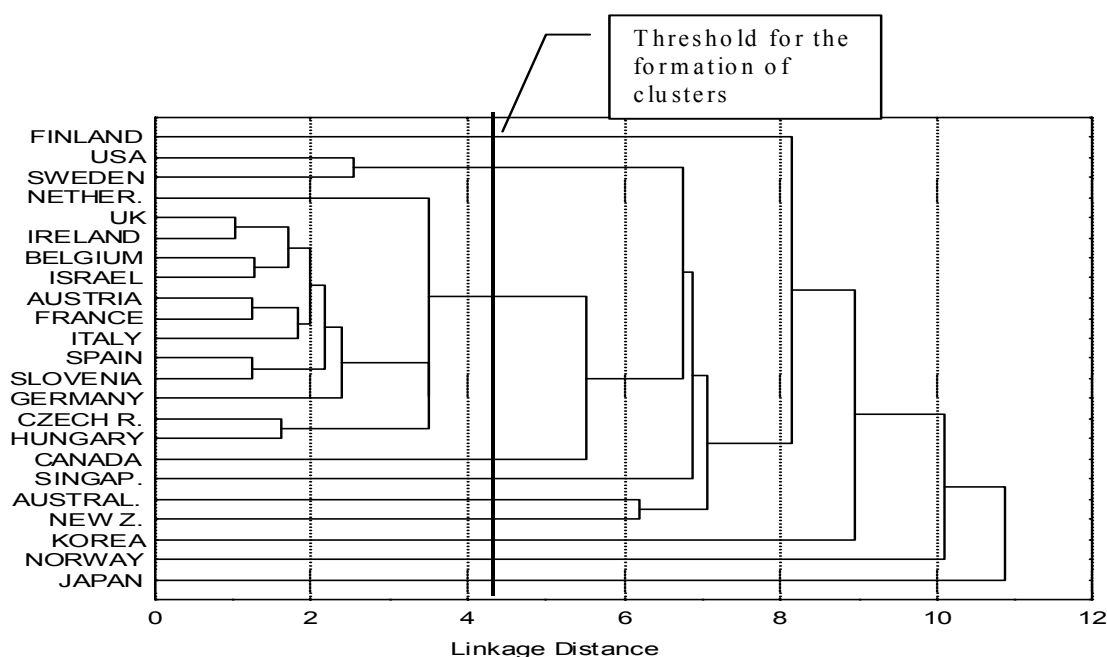 Threshold for the
formation of
clusters
FINLAND
USA
SWEDEN
NETHER.
UK
IRELAND
BELGIUM
ISRAEL
AUSTRIA
FRANCE
ITALY
SPAIN
SLOVENIA
GERMANY
CZECH R.
HUNGARY
CANADA
SINGAP.
AUSTRAL.
NEW Z.
KOREA
NORWAY
JAPAN
0 2 4 6 8 10 12
Linkage Distance